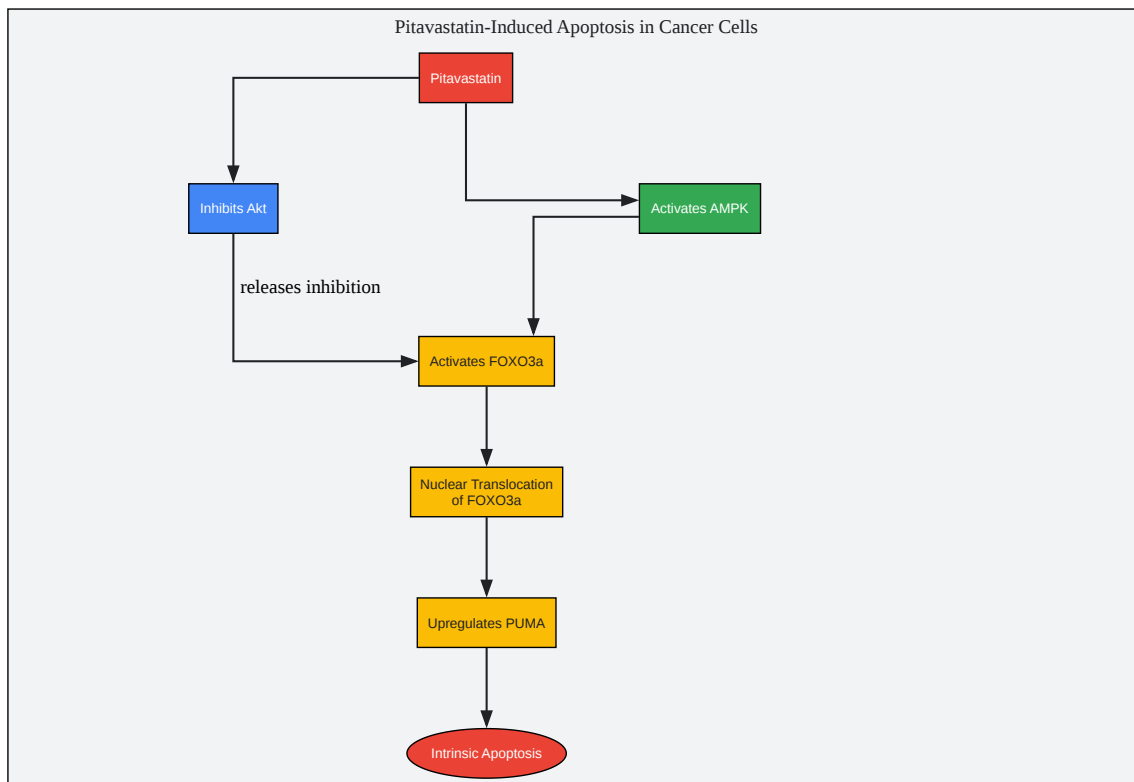 Pitavastatin-Induced Apoptosis in Cancer Cells
Pitavastatin
Inhibits Akt
Activates AMPK
releases inhibition
Activates FOXO3a
Nuclear Translocation
of FOXO3a
Upregulates PUMA
Intrinsic Apoptosis